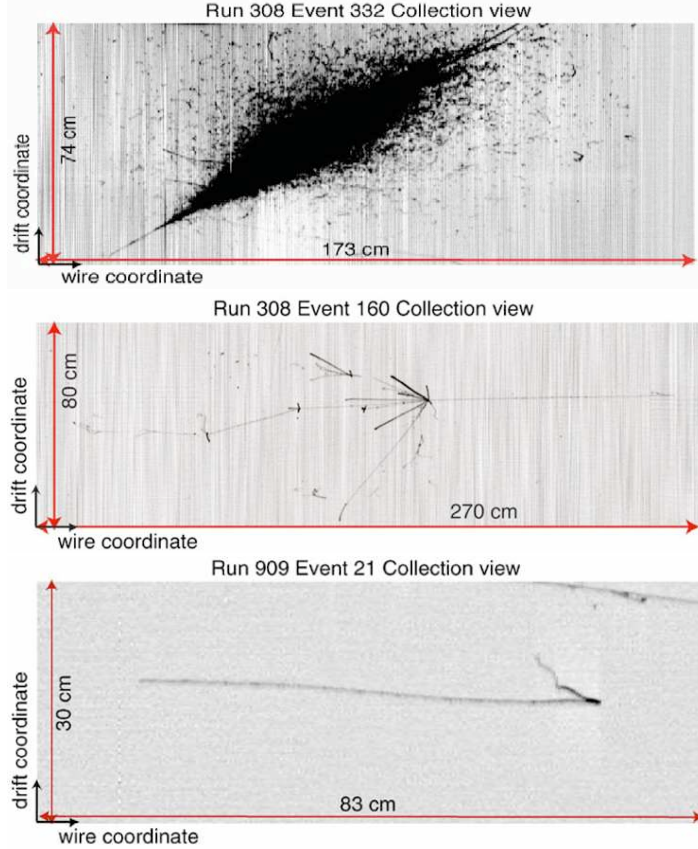 Run 308 Event 332 Collection view
74 cm
drift coordinate
173 cm
wire coordinate
Run 308 Event 160 Collection view
80 cm
drift coordinate
270 cm
wire coordinate
Run 909 Event 21 Collection view
30 cm
drift coordinate
83 cm
wire coordinate